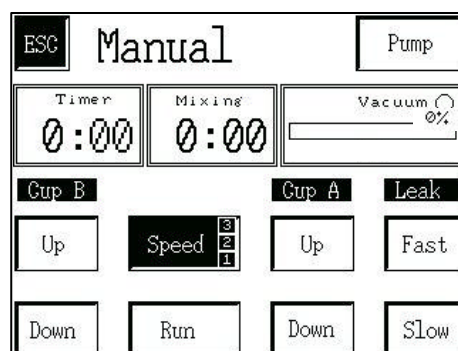 ESC Manual Pump
Timer Mixing Vacuum
0:00 0:00 0%
Cup B Cup A Leak
Up Speed 3 2 1 Up Fast
Down Run Down Slow